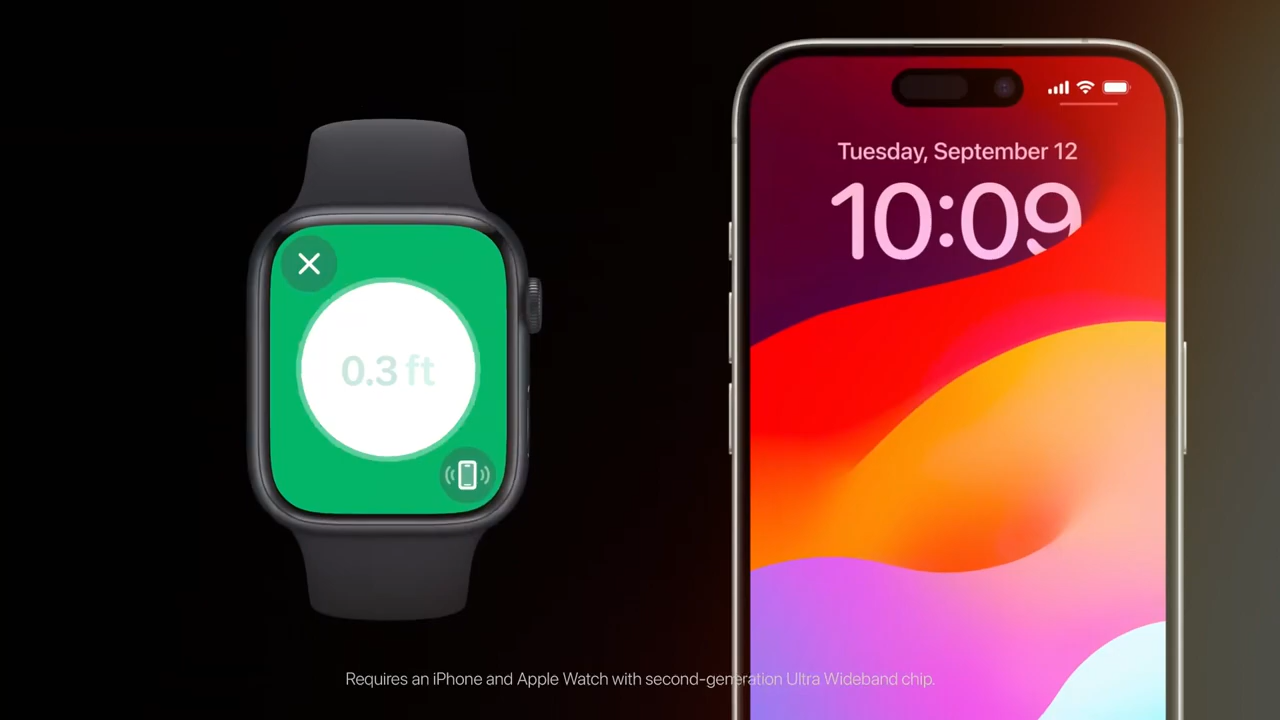 0.3 ft
Tuesday, September 12
10:09
Requires an iPhone and Apple Watch with second-generation Ultra Wideband chip.